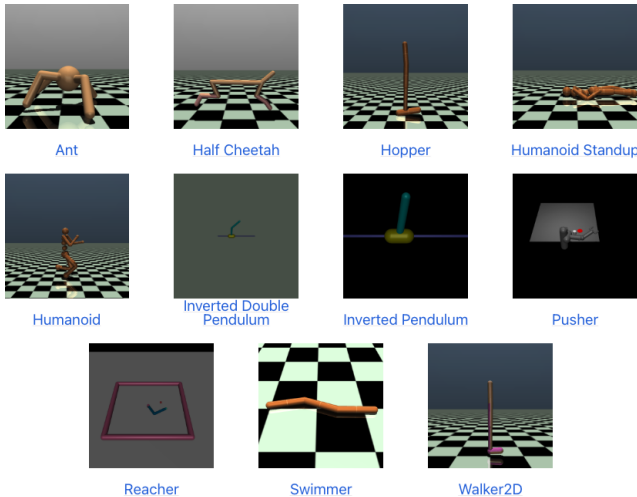 Ant
Half Cheetah
Hopper
Humanoid Standup
Humanoid
Inverted Double
Pendulum
Inverted Pendulum
Pusher
Reacher
Swimmer
Walker2D